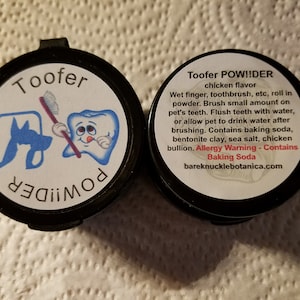 Toofer
POW!!DER
Toofer POW!!DER
chicken flavor
Wet finger, toothbrush, etc, roll in
powder. Brush small amount on
pet's teeth. Flush teeth with water,
or allow pet to drink water after
brushing. Contains baking soda,
bentonite clay, sea salt, chicken
bullion. Allergy Warning - Contains
Baking Soda
bareknucklebotanica.com